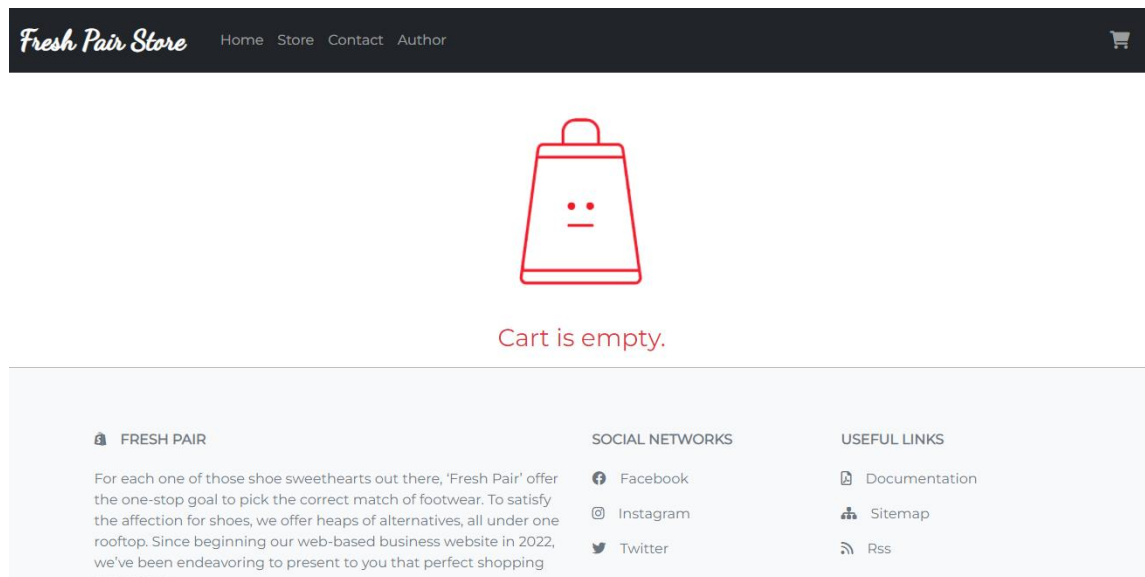 Fresh Pair Store Home Store Contact Author
Cart is empty.
FRESH PAIR
For each one of those shoe sweethearts out there, ‘Fresh Pair’ offer
the one-stop goal to pick the correct match of footwear. To satisfy
the affection for shoes, we offer heaps of alternatives, all under one
rooftop. Since beginning our web-based business website in 2022,
we’ve been endeavoring to present to you that perfect shopping
SOCIAL NETWORKS
Facebook
Instagram
Twitter
USEFUL LINKS
Documentation
Sitemap
Rss